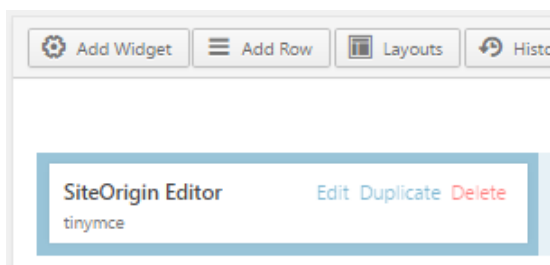 Add Widget Add Row Layouts
SiteOrigin Editor Edit Duplicate Delete
tinymce